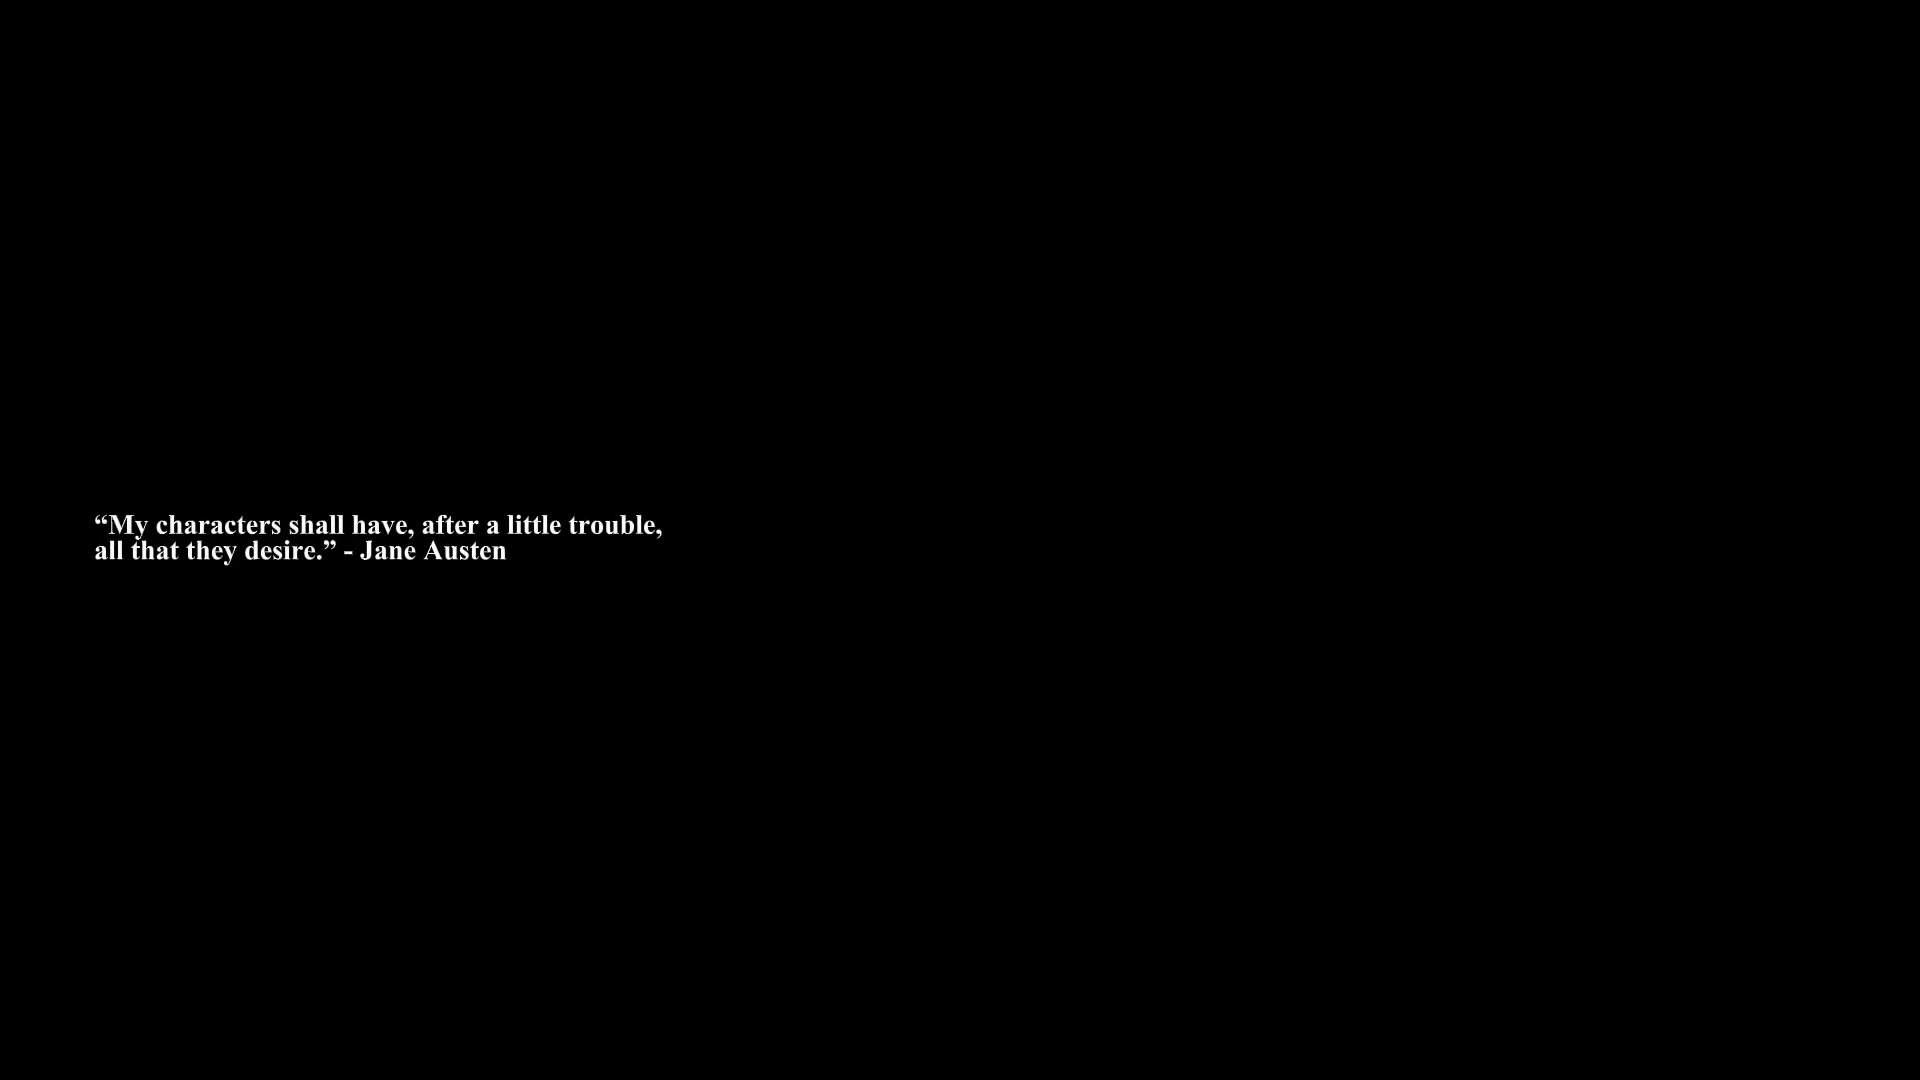 “My characters shall have, after a little trouble,
all that they desire.” - Jane Austen